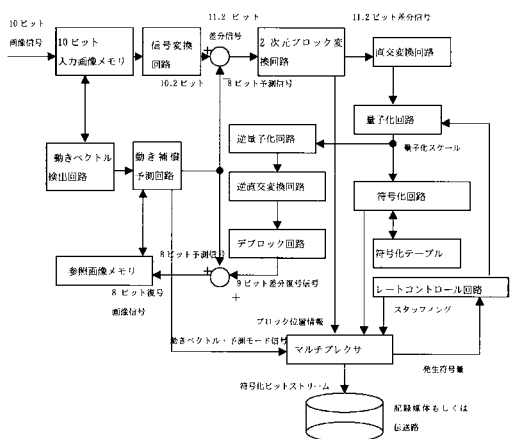 10ビット
画像信号
10ビット
入力画像メモリ
信号変換
回路
10.2ビット
11.2 ビット
差分信号
8ビット予測信号
2 次元ブロック変
換回路
11.2ビット差分信号
直交変換回路
量子化回路
量子化スケール
逆量子化回路
動きベクトル
検出回路
動き補償
予測回路
逆直交変換回路
符号化回路
デブロック回路
符号化テーブル
8ビット予測信号
参照画像メモリ
8 ビット復号
画像信号
+
9ビット差分復号信号
+
レートコントロール回路
スタッフィング
ブロック位置情報
動きベクトル・予測モード信号
マルチプレクサ
発生符号量
符号化ビットストリーム
記録媒体もしくは
伝送路